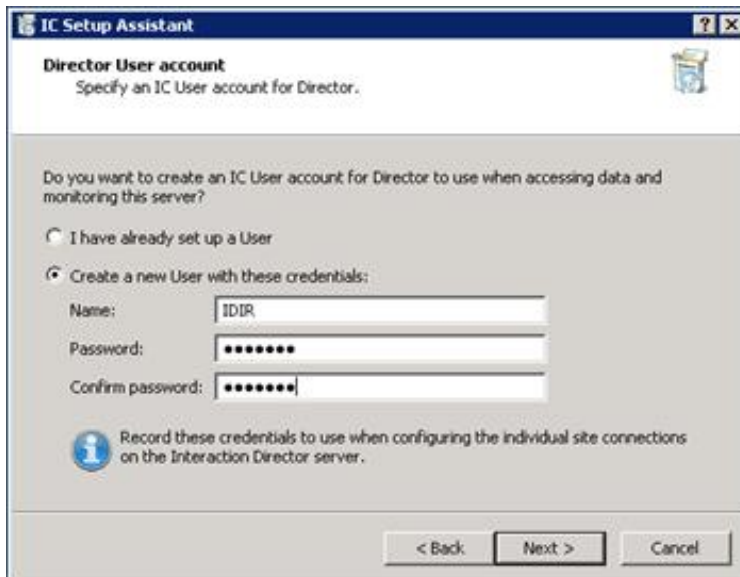 IC Setup Assistant
Director User account
Specify an IC User account for Director.
Do you want to create an IC User account for Director to use when accessing data and
monitoring this server?
I have already set up a User
Create a new User with these credentials:
Name: IDIR
Password: •••••••
Confirm password: •••••••
Record these credentials to use when configuring the individual site connections
on the Interaction Director server.
< Back Next > Cancel